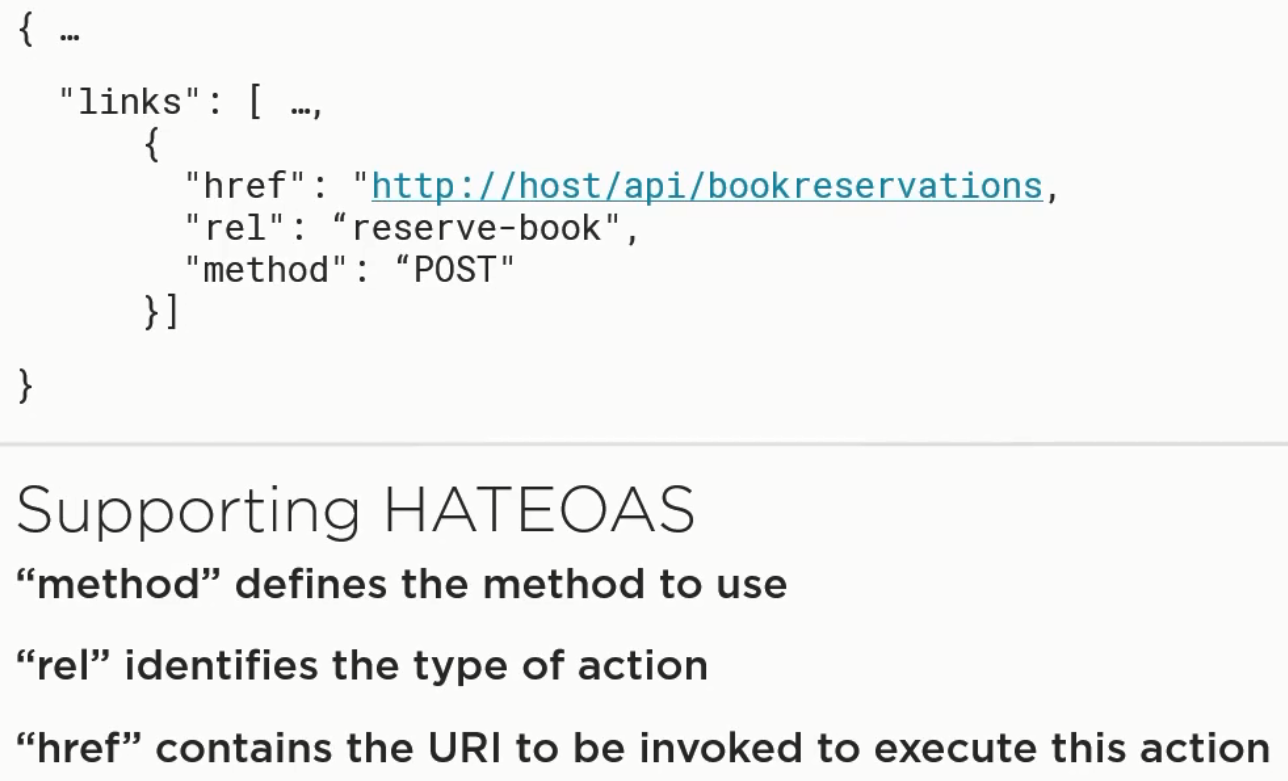 { …
"links": [ …,
{
"href": "http://host/api/bookreservations,
"rel": “reserve-book",
"method": “POST"
}]
}
Supporting HATEOAS
“method” defines the method to use
“rel” identifies the type of action
“href” contains the URI to be invoked to execute this action